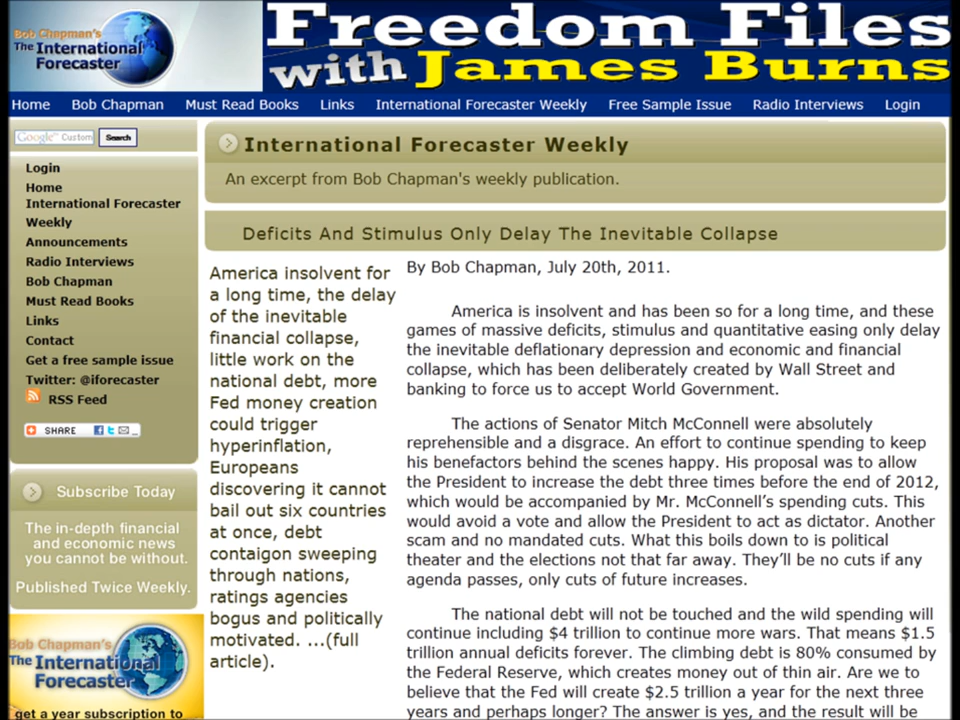 Bob Chapman's
The International
Forecaster
Freedom Files
with James Burns
Home Bob Chapman Must Read Books Links International Forecaster Weekly Free Sample Issue Radio Interviews Login
Google™ Custom Search
Login
Home
International Forecaster
Weekly
Announcements
Radio Interviews
Bob Chapman
Must Read Books
Links
Contact
Get a free sample issue
Twitter: @iforecaster
RSS Feed
SHARE
Subscribe Today
The in-depth financial
and economic news
you cannot be without.
Published Twice Weekly.
Bob Chapman's
The International
Forecaster
get a year subscription to
International Forecaster Weekly
An excerpt from Bob Chapman's weekly publication.
Deficits And Stimulus Only Delay The Inevitable Collapse
America insolvent for
a long time, the delay
of the inevitable
financial collapse,
little work on the
national debt, more
Fed money creation
could trigger
hyperinflation,
Europeans
discovering it cannot
bail out six countries
at once, debt
contaigon sweeping
through nations,
ratings agencies
bogus and politically
motivated. ...(full
article).
By Bob Chapman, July 20th, 2011.
America is insolvent and has been so for a long time, and these
games of massive deficits, stimulus and quantitative easing only delay
the inevitable deflationary depression and economic and financial
collapse, which has been deliberately created by Wall Street and
banking to force us to accept World Government.
The actions of Senator Mitch McConnell were absolutely
reprehensible and a disgrace. An effort to continue spending to keep
his benefactors behind the scenes happy. His proposal was to allow
the President to increase the debt three times before the end of 2012,
which would be accompanied by Mr. McConnell's spending cuts. This
would avoid a vote and allow the President to act as dictator. Another
scam and no mandated cuts. What this boils down to is political
theater and the elections not that far away. They'll be no cuts if any
agenda passes, only cuts of future increases.
The national debt will not be touched and the wild spending will
continue including $4 trillion to continue more wars. That means $1.5
trillion annual deficits forever. The climbing debt is 80% consumed by
the Federal Reserve, which creates money out of thin air. Are we to
believe that the Fed will create $2.5 trillion a year for the next three
years and perhaps longer? The answer is yes, and the result will be